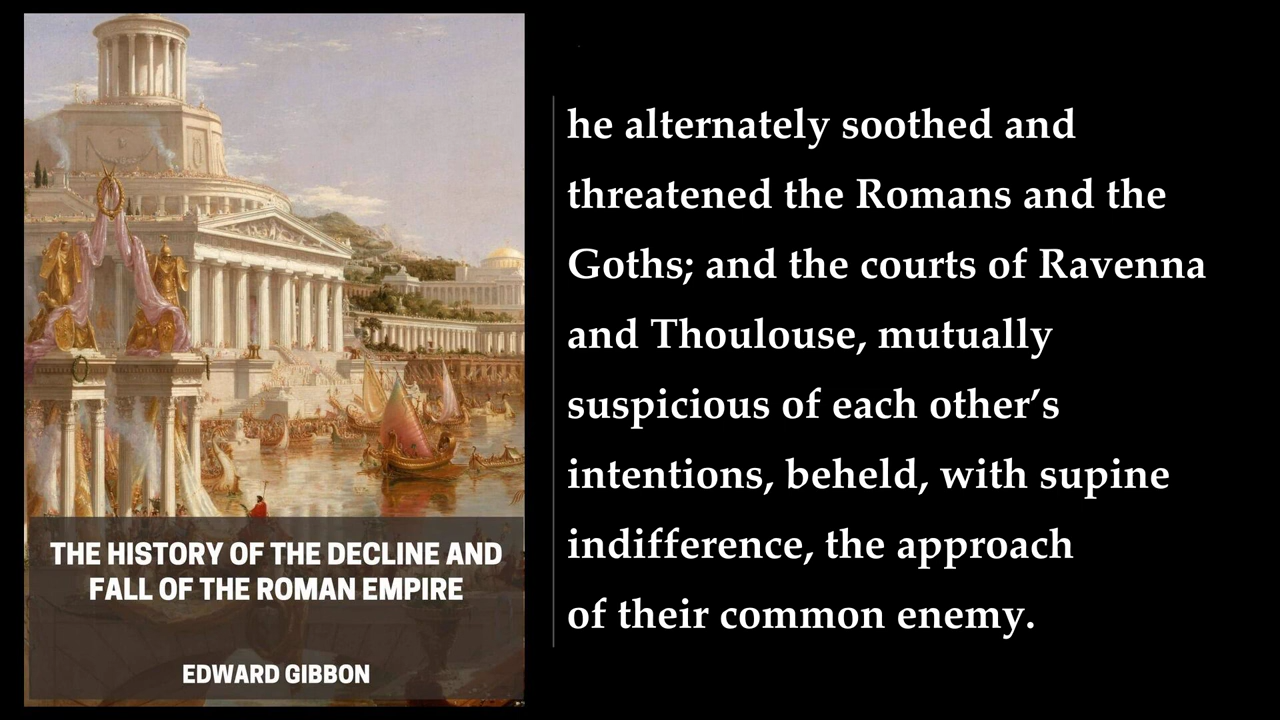 THE HISTORY OF THE DECLINE AND
FALL OF THE ROMAN EMPIRE
EDWARD GIBBON
he alternately soothed and
threatened the Romans and the
Goths; and the courts of Ravenna
and Thoulouse, mutually
suspicious of each other’s
intentions, beheld, with supine
indifference, the approach
of their common enemy.